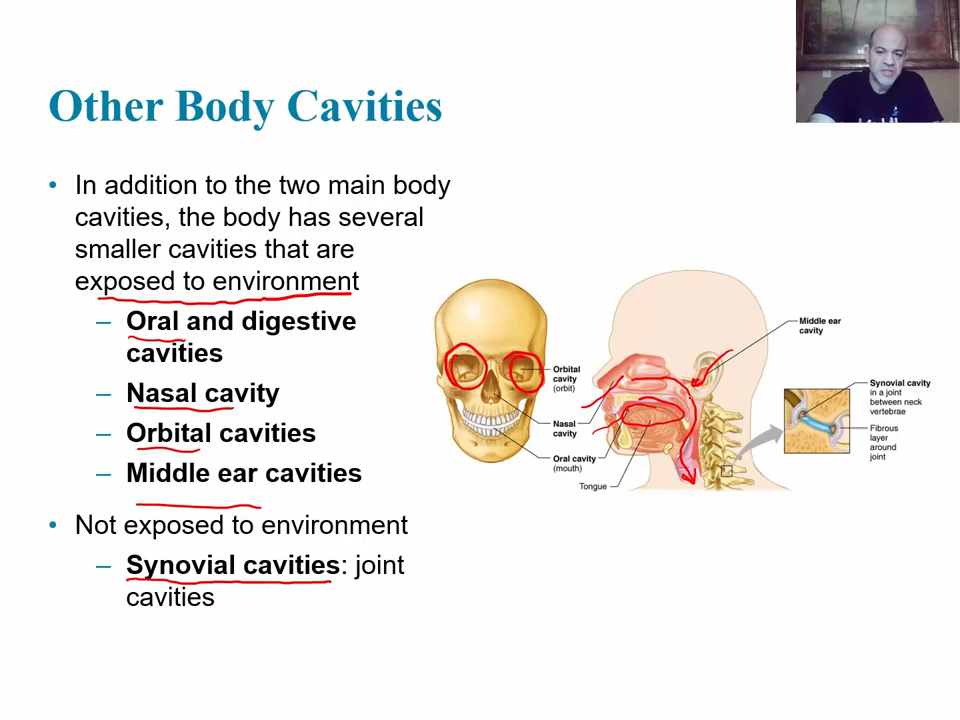 Other Body Cavities
• In addition to the two main body
cavities, the body has several
smaller cavities that are
exposed to environment
– Oral and digestive
cavities
– Nasal cavity
– Orbital cavities
– Middle ear cavities
• Not exposed to environment
– Synovial cavities: joint
cavities
Orbital
cavity
(orbit)
Nasal
cavity
Oral cavity
(mouth)
Tongue
Middle ear
cavity
Synovial cavity
in a joint
between neck
vertebrae
Fibrous
layer
around
joint